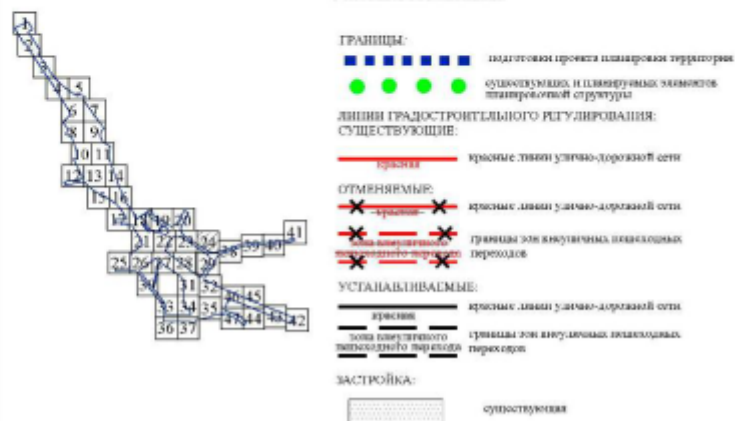 1
2
3
4 5
6 7
8 9
10 11
12 13 14
15 16
17 18 19 20
21 22 23 24 39 40 41
25 26 27 28 29
31 32
33 34 35 45
36 37 44 42
ГРАНИЦЫ:
подготовки проекта планировки территории
существующих и планируемых элементов
планировочной структуры
ЛИНИИ ГРАДОСТРОИТЕЛЬНОГО РЕГУЛИРОВАНИЯ:
СУЩЕСТВУЮЩИЕ:
красная
красные линии улично-дорожной сети
ОТМЕНЯЕМЫЕ:
красная
красные линии улично-дорожной сети
зона внеуличного
пешеходного перехода
границы зон внеуличных пешеходных
переходов
УСТАНАВЛИВАЕМЫЕ:
красная
красные линии улично-дорожной сети
зона внеуличного
пешеходного перехода
границы зон внеуличных пешеходных
переходов
ЗАСТРОЙКА:
существующая